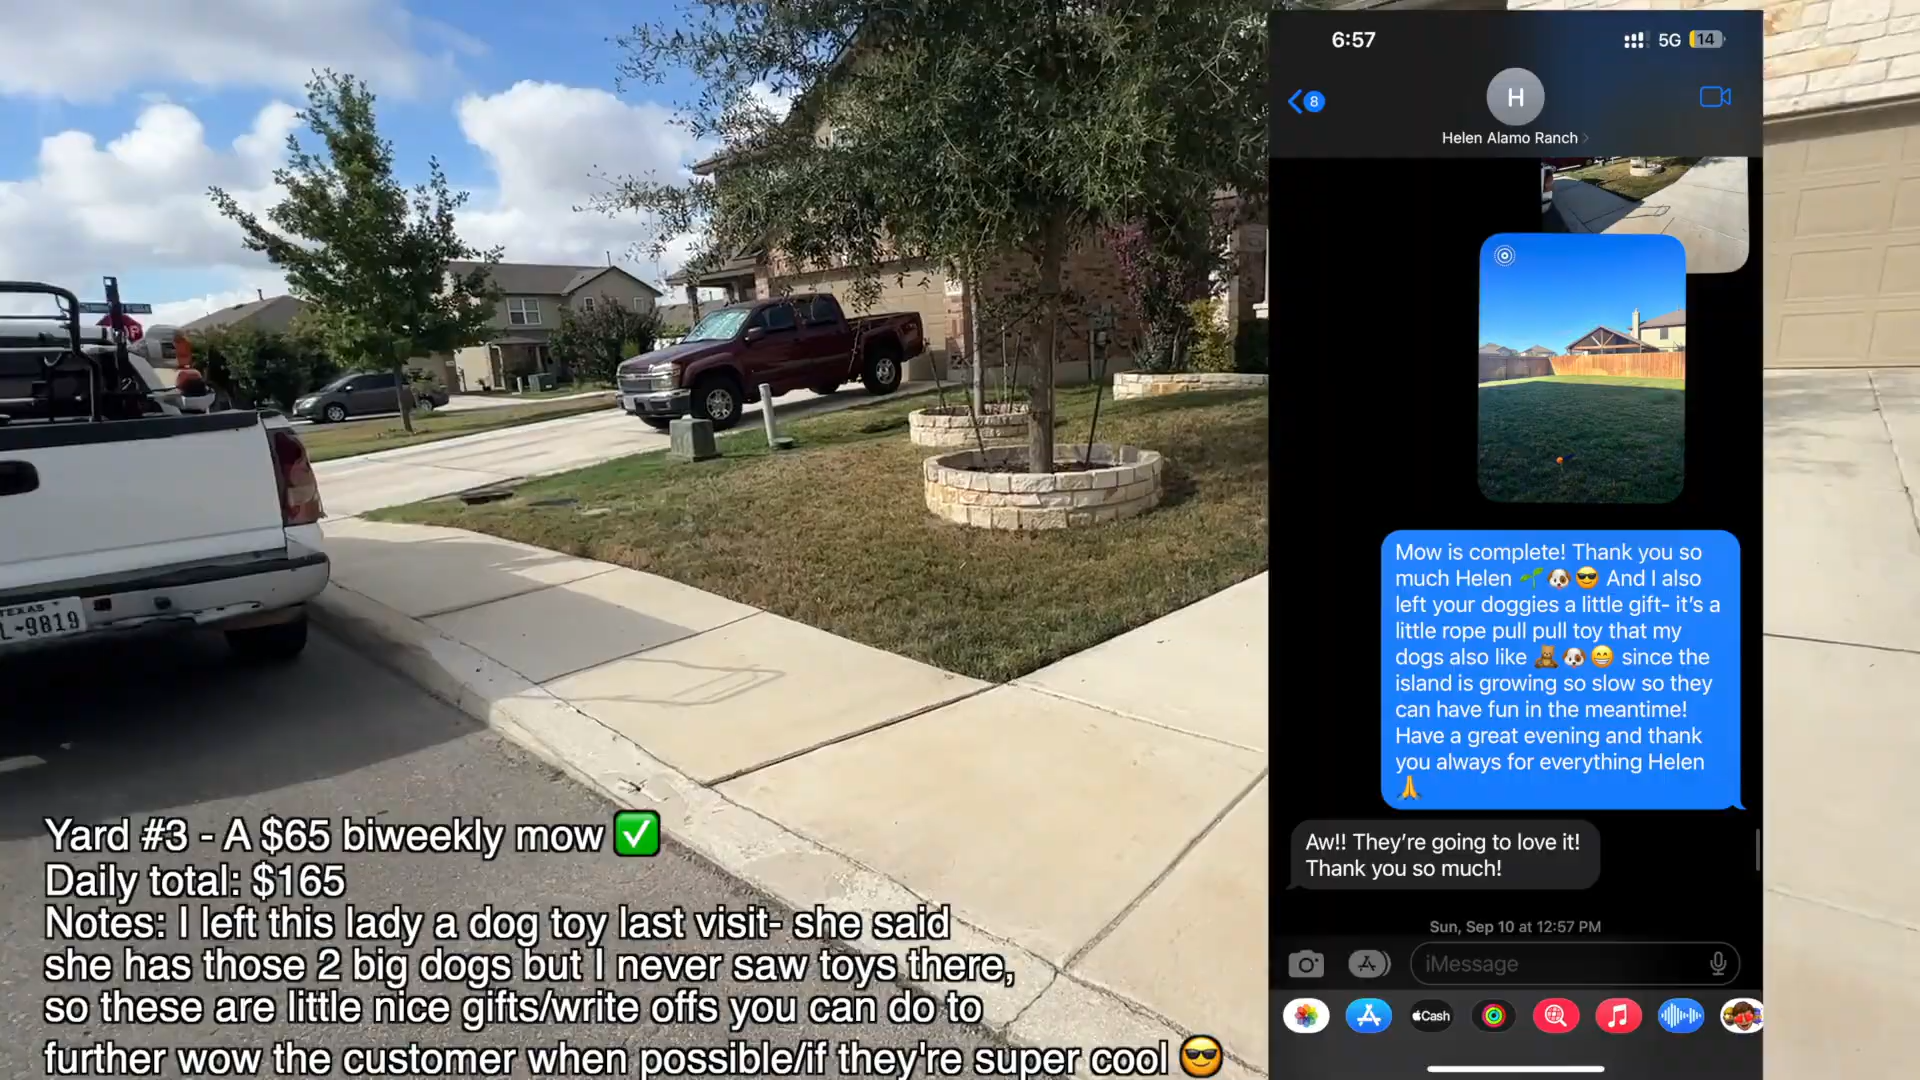 6:57
5G
14
8
H
Helen Alamo Ranch
Mow is complete! Thank you so
much Helen 🌱🐶😎 And I also
left your doggies a little gift- it's a
little rope pull pull toy that my
dogs also like 🧸🐶😁 since the
island is growing so slow so they
can have fun in the meantime!
Have a great evening and thank
you always for everything Helen
🙏
Aw!! They're going to love it!
Thank you so much!
Sun, Sep 10 at 12:57 PM
iMessage
Cash
TEXAS
L-9819
Yard #3 - A $65 biweekly mow ✅
Daily total: $165
Notes: I left this lady a dog toy last visit- she said
she has those 2 big dogs but I never saw toys there,
so these are little nice gifts/write offs you can do to
further wow the customer when possible/if they're super cool 😎